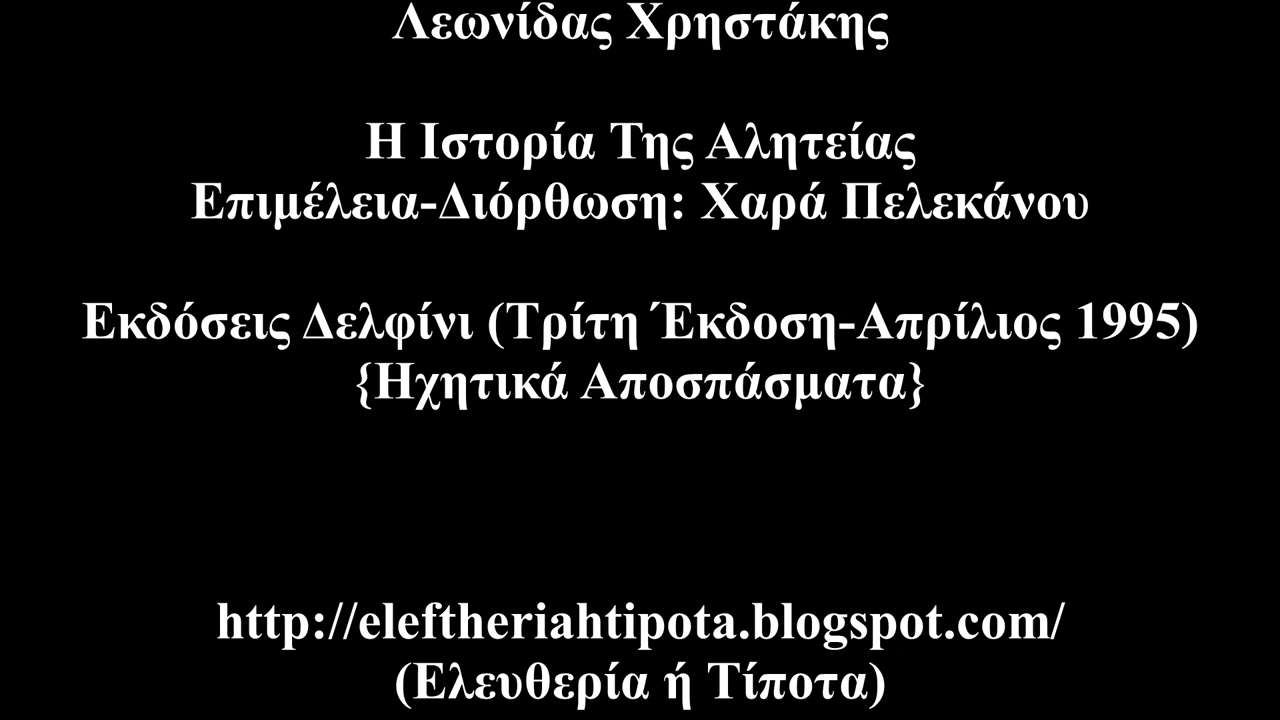 Λεωνίδας Χρηστάκης
Η Ιστορία Της Αλητείας
Επιμέλεια-Διόρθωση: Χαρά Πελεκάνου
Εκδόσεις Δελφίνι (Τρίτη Έκδοση-Απρίλιος 1995)
{Ηχητικά Αποσπάσματα}
http://eleftheriahtipota.blogspot.com/
(Ελευθερία ή Τίποτα)